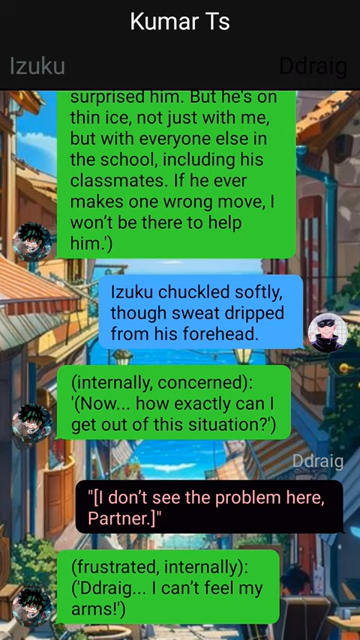 Kumar Ts
Izuku
Ddraig
surprised him. But he's on
thin ice, not just with me,
but with everyone else in
the school, including his
classmates. If he ever
makes one wrong move, I
won't be there to help
him.')
Izuku chuckled softly,
though sweat dripped
from his forehead.
(internally, concerned):
'(Now... how exactly can I
get out of this situation?')
Ddraig
"[I don't see the problem here,
Partner.]"
(frustrated, internally):
('Ddraig... I can't feel my
arms!')